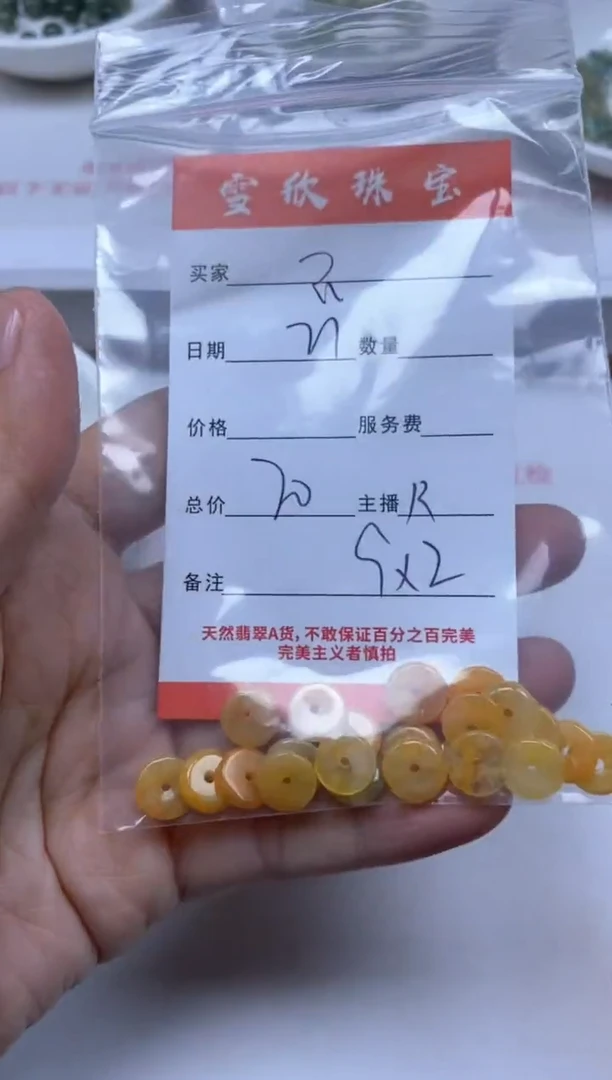 雪欣珠宝
买家
日期 21 数量
价格 服务费
总价 70 主播 R
备注 5x2
天然翡翠A货,不敢保证百分之百完美
完美主义者慎拍